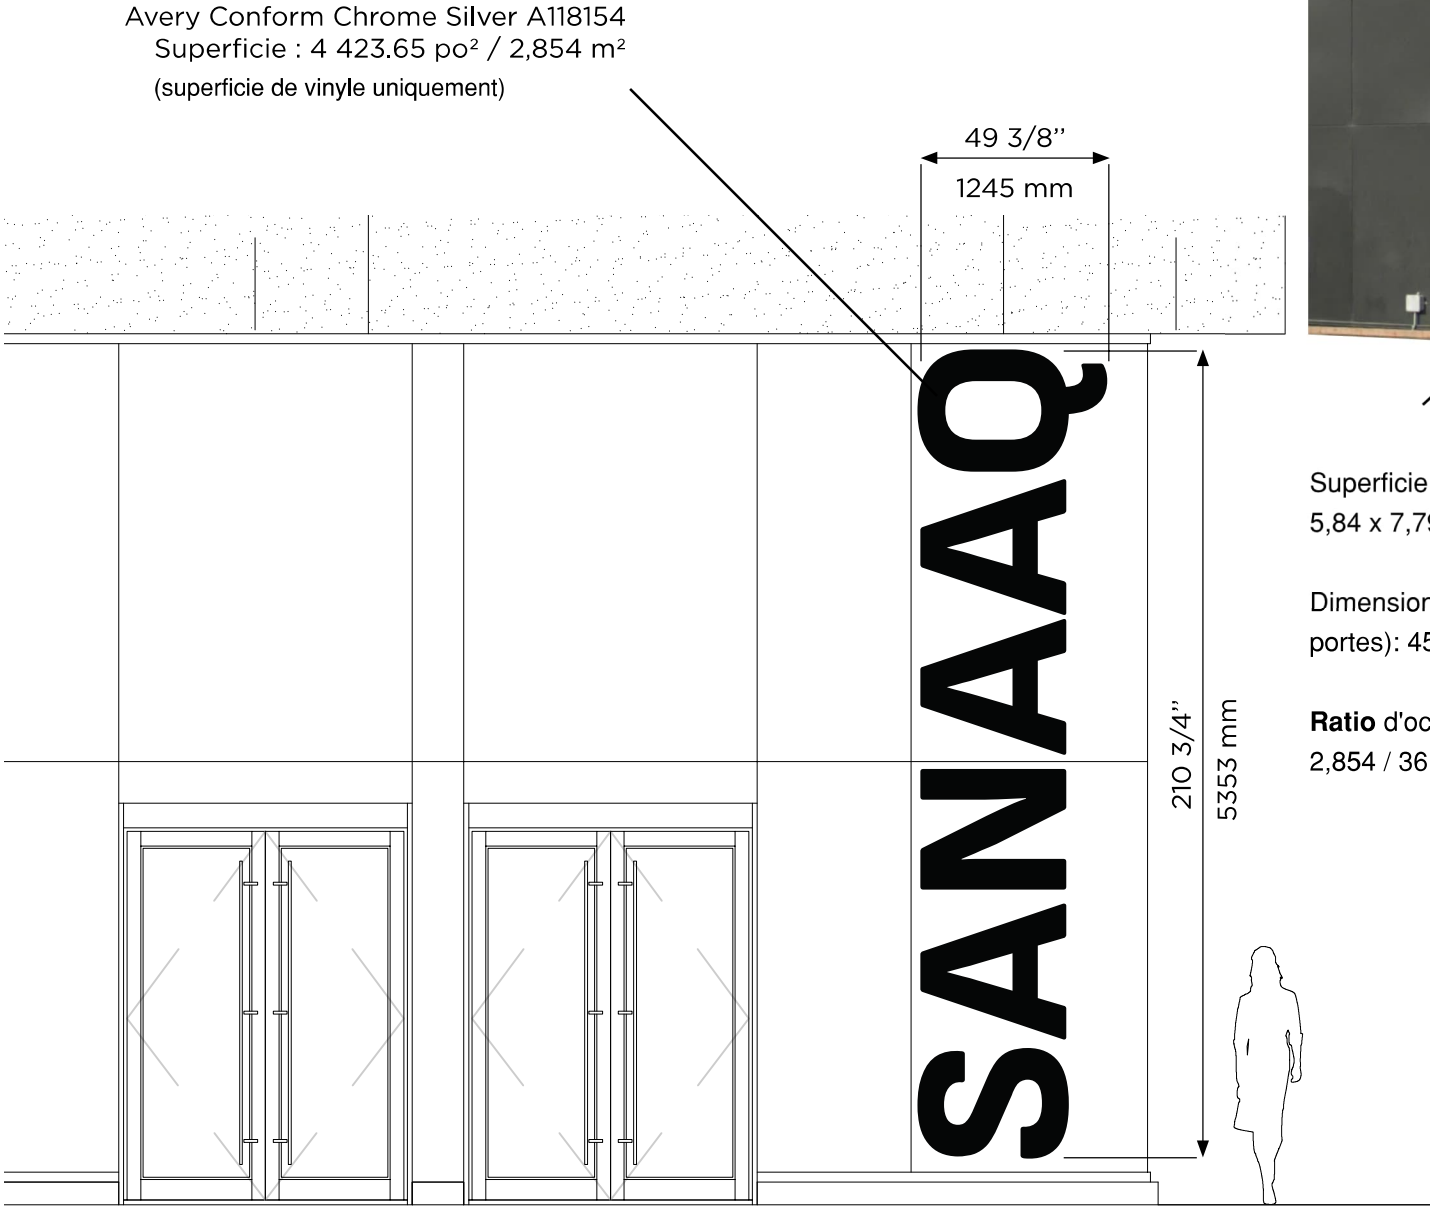 Avery Conform Chrome Silver A118154
Superficie : 4 423.65 po² / 2,854 m²
(superficie de vinyle uniquement)
49 3/8’’
1245 mm
SANAAQ
210 3/4’’
5353 mm
Superficie
5,84 x 7,79
Dimension
portes): 45
Ratio d'oc
2,854 / 36